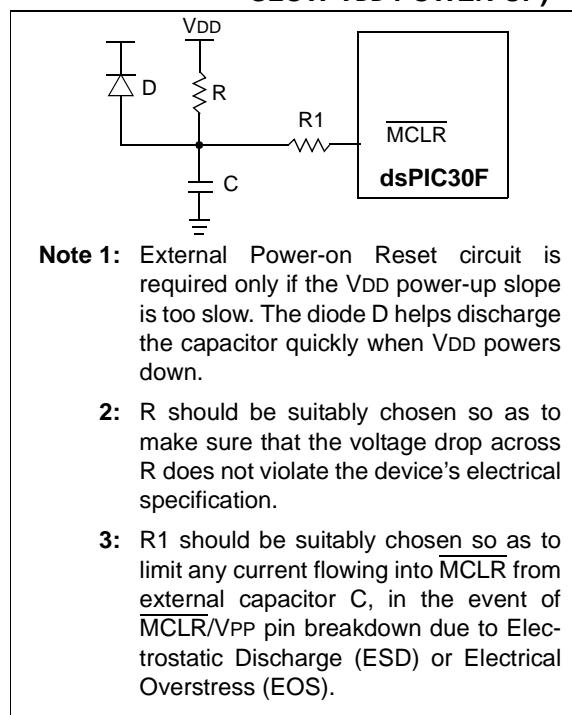 VDD
D
R
R1
MCLR
C
dsPIC30F
Note 1: External Power-on Reset circuit is
required only if the VDD power-up slope
is too slow. The diode D helps discharge
the capacitor quickly when VDD powers
down.
2: R should be suitably chosen so as to
make sure that the voltage drop across
R does not violate the device's electrical
specification.
3: R1 should be suitably chosen so as to
limit any current flowing into MCLR from
external capacitor C, in the event of
MCLR/VPP pin breakdown due to Elec-
trostatic Discharge (ESD) or Electrical
Overstress (EOS).